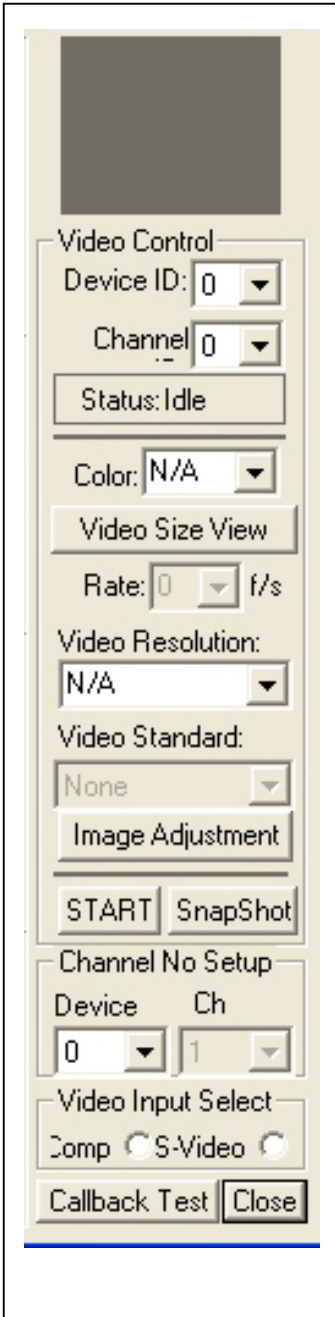 Video Control
Device ID: 0
Channel 0
Status: Idle
Color: N/A
Video Size View
Rate: 0 f/s
Video Resolution:
N/A
Video Standard:
None
Image Adjustment
START SnapShot
Channel No Setup
Device Ch
0 1
Video Input Select
Comp S-Video
Callback Test Close